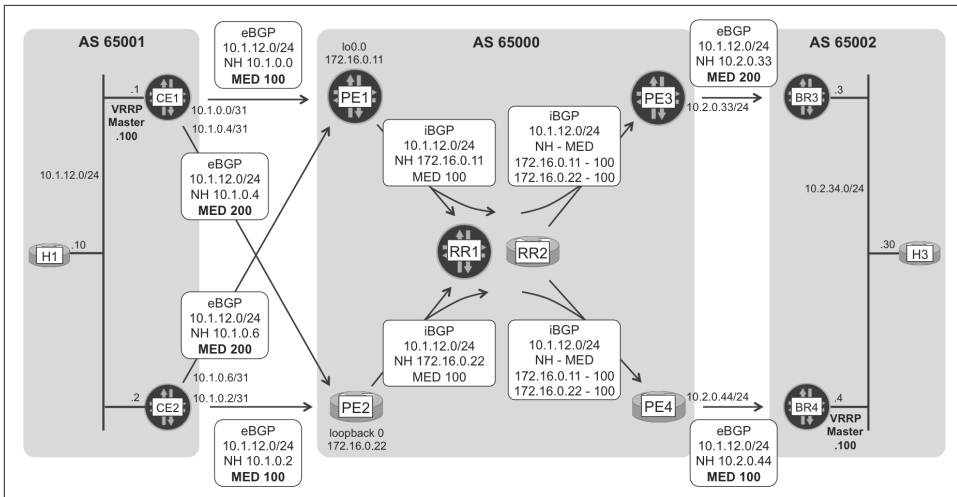 AS 65001
eBGP
10.1.12.0/24
NH 10.1.0.0
MED 100
AS 65000
eBGP
10.1.12.0/24
NH 10.2.0.33
MED 200
AS 65002
lo0.0
172.16.0.11
.1
CE1
VRRP
Master
.100
10.1.0.0/31
10.1.0.4/31
PE1
PE3
10.2.0.33/24
BR3
.3
eBGP
10.1.12.0/24
NH 10.1.0.4
MED 200
iBGP
10.1.12.0/24
NH 172.16.0.11
MED 100
iBGP
10.1.12.0/24
NH - MED
172.16.0.11 - 100
172.16.0.22 - 100
10.1.12.0/24
10.2.34.0/24
H1
.10
RR1
RR2
.30
H3
eBGP
10.1.12.0/24
NH 10.1.0.6
MED 200
iBGP
10.1.12.0/24
NH 172.16.0.22
MED 100
iBGP
10.1.12.0/24
NH - MED
172.16.0.11 - 100
172.16.0.22 - 100
10.1.0.6/31
10.1.0.2/31
.2
CE2
PE2
loopback 0
172.16.0.22
PE4
10.2.0.44/24
BR4
.4
VRRP
Master
.100
eBGP
10.1.12.0/24
NH 10.1.0.2
MED 100
eBGP
10.1.12.0/24
NH 10.2.0.44
MED 100